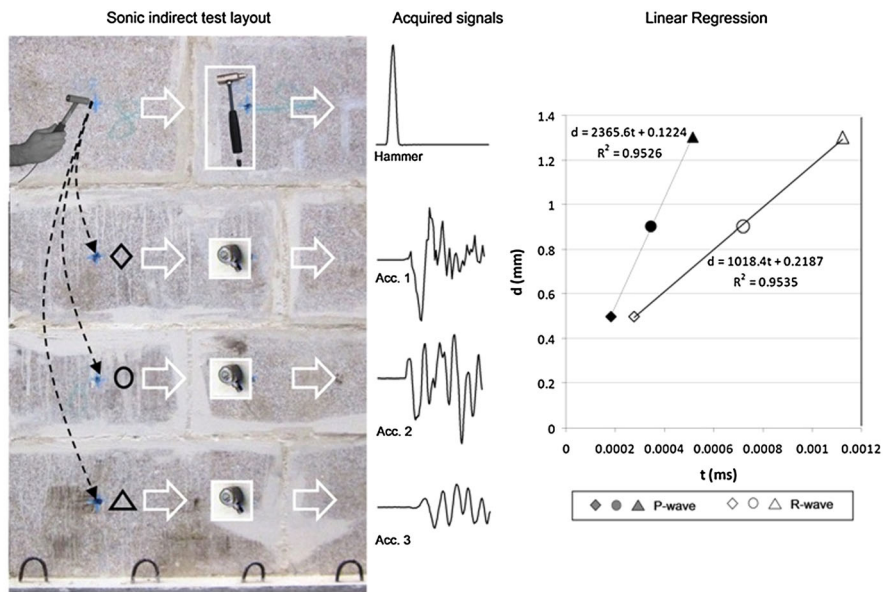 Sonic indirect test layout
Acquired signals
Linear Regression
Hammer
Acc. 1
Acc. 2
Acc. 3
1.4
1.2
1
0.8
0.6
0.4
0.2
0
d (mm)
d = 2365.6t + 0.1224
R² = 0.9526
d = 1018.4t + 0.2187
R² = 0.9535
0 0.0002 0.0004 0.0006 0.0008 0.001 0.0012
t (ms)
P-wave R-wave